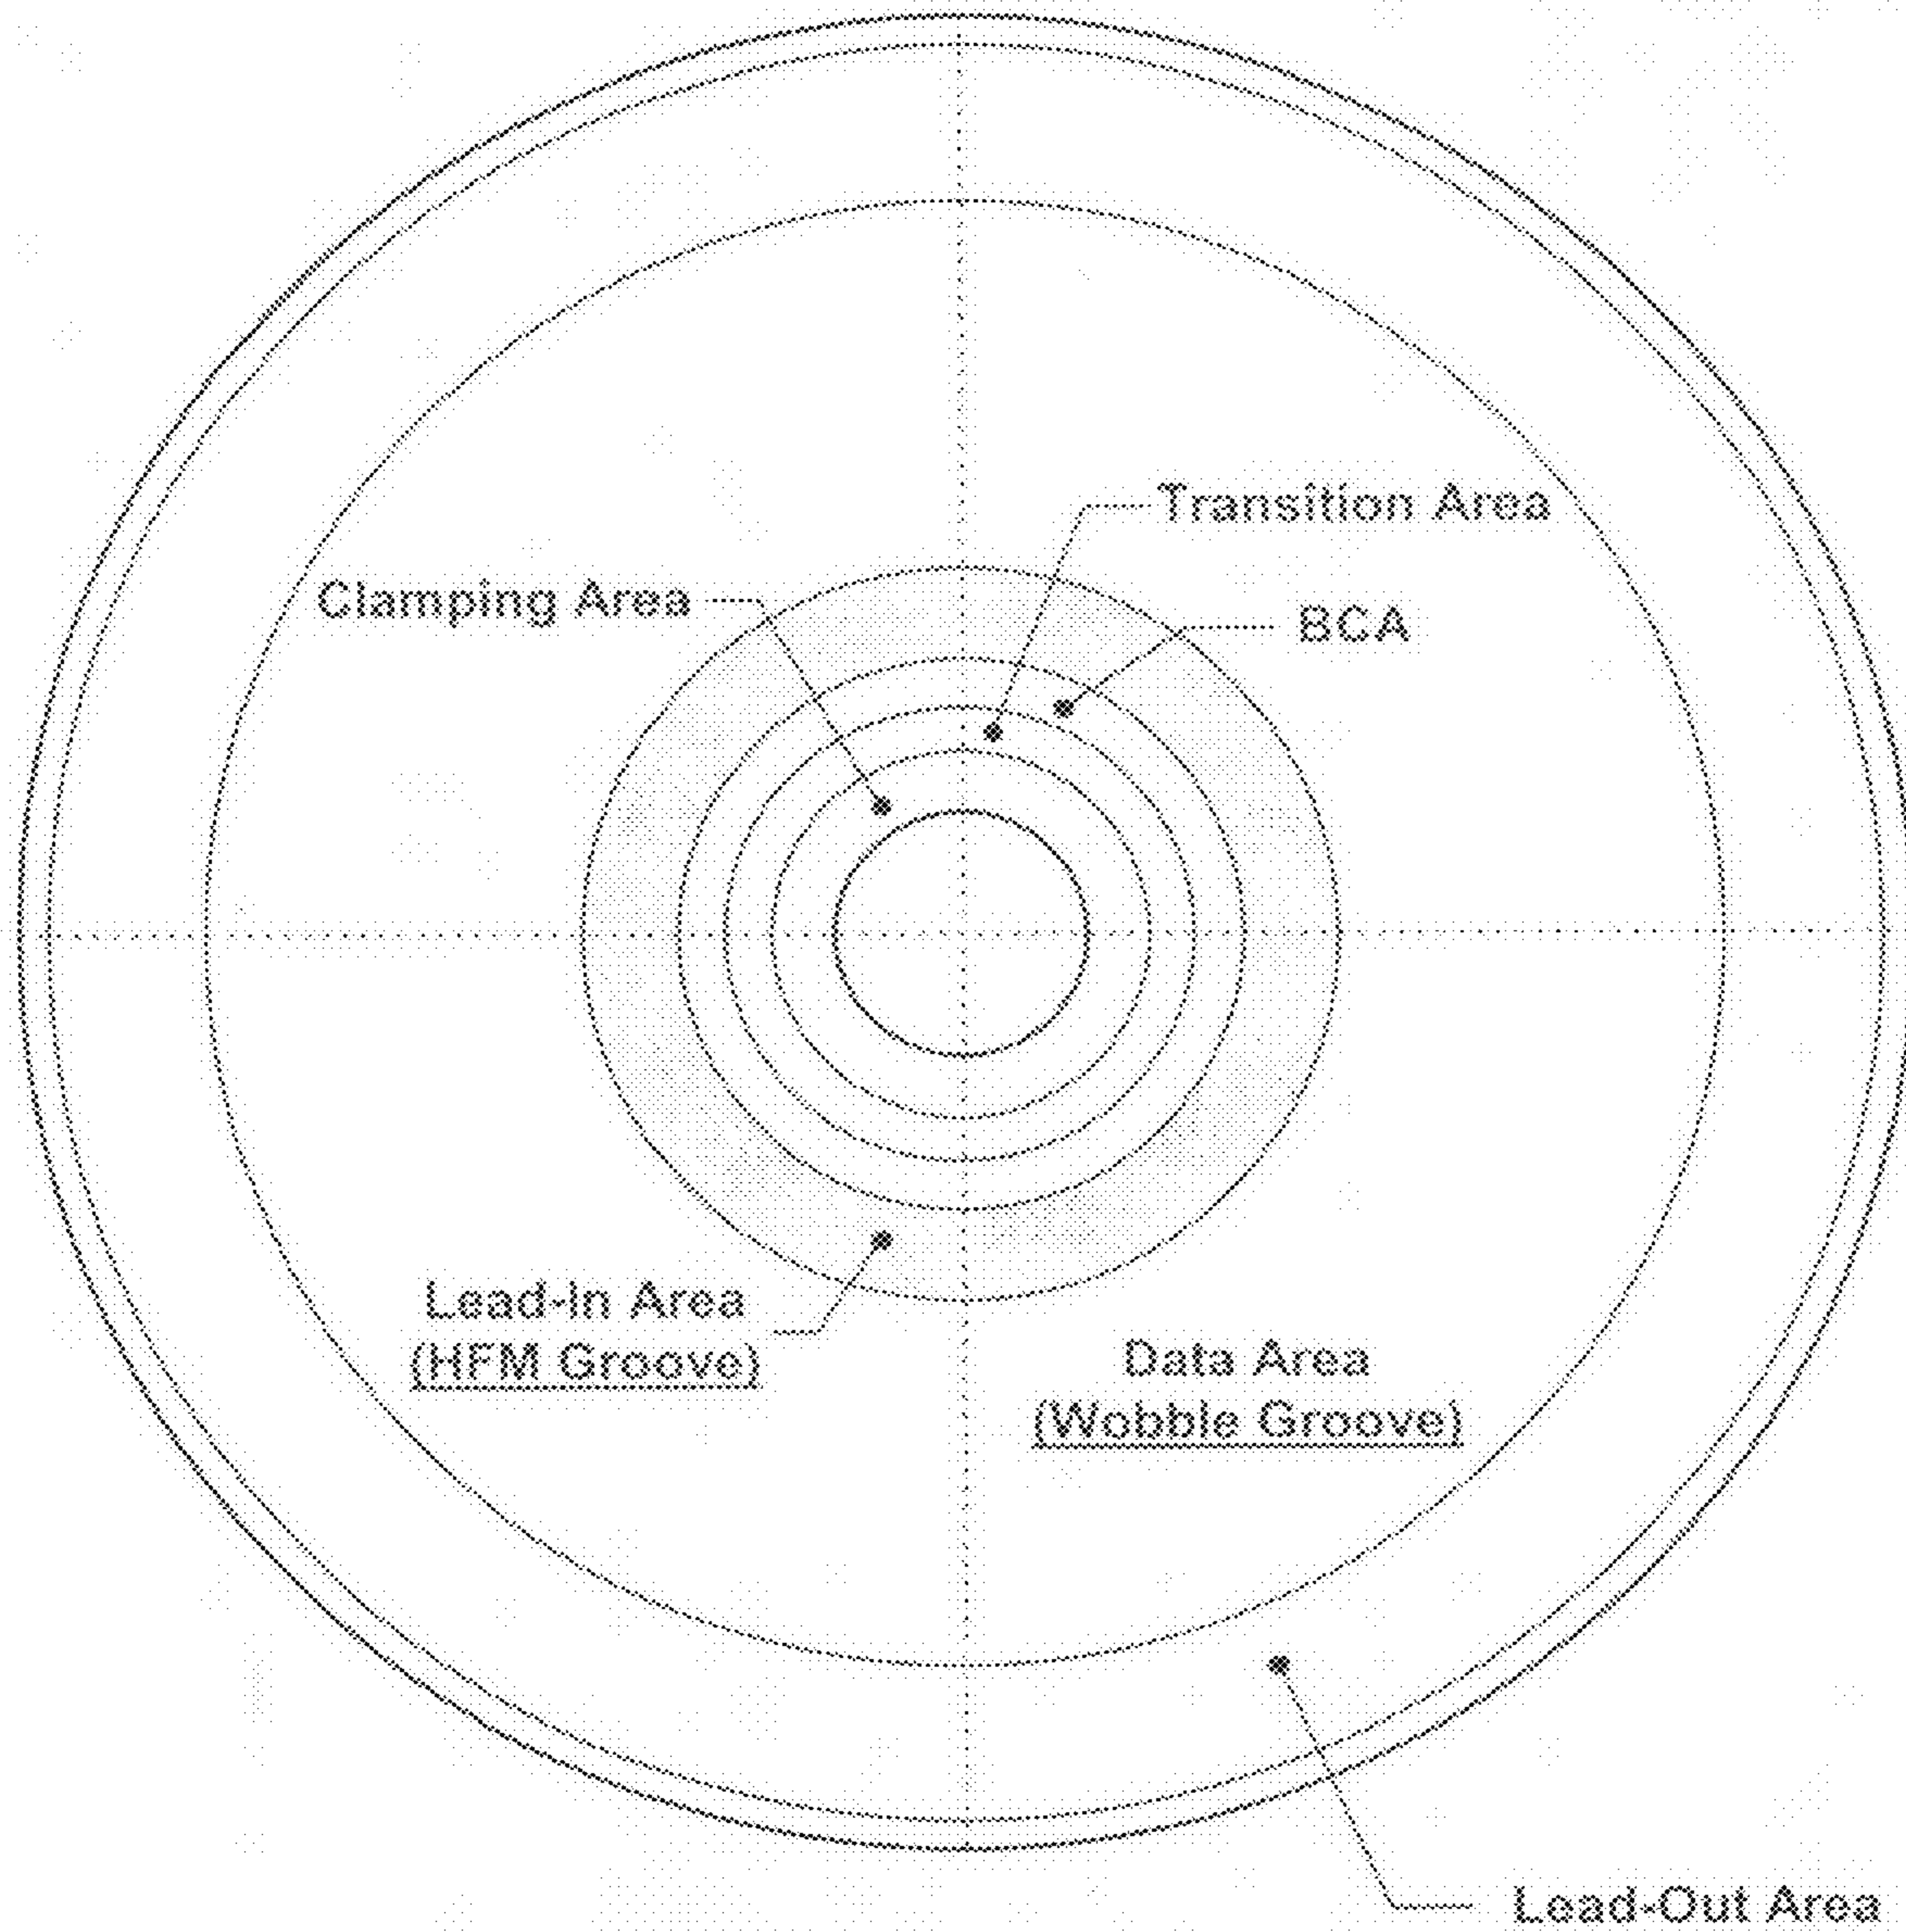 Transition Area
Clamping Area
BCA
Lead-In Area
(HFM Groove)
Data Area
(Wobble Groove)
Lead-Out Area